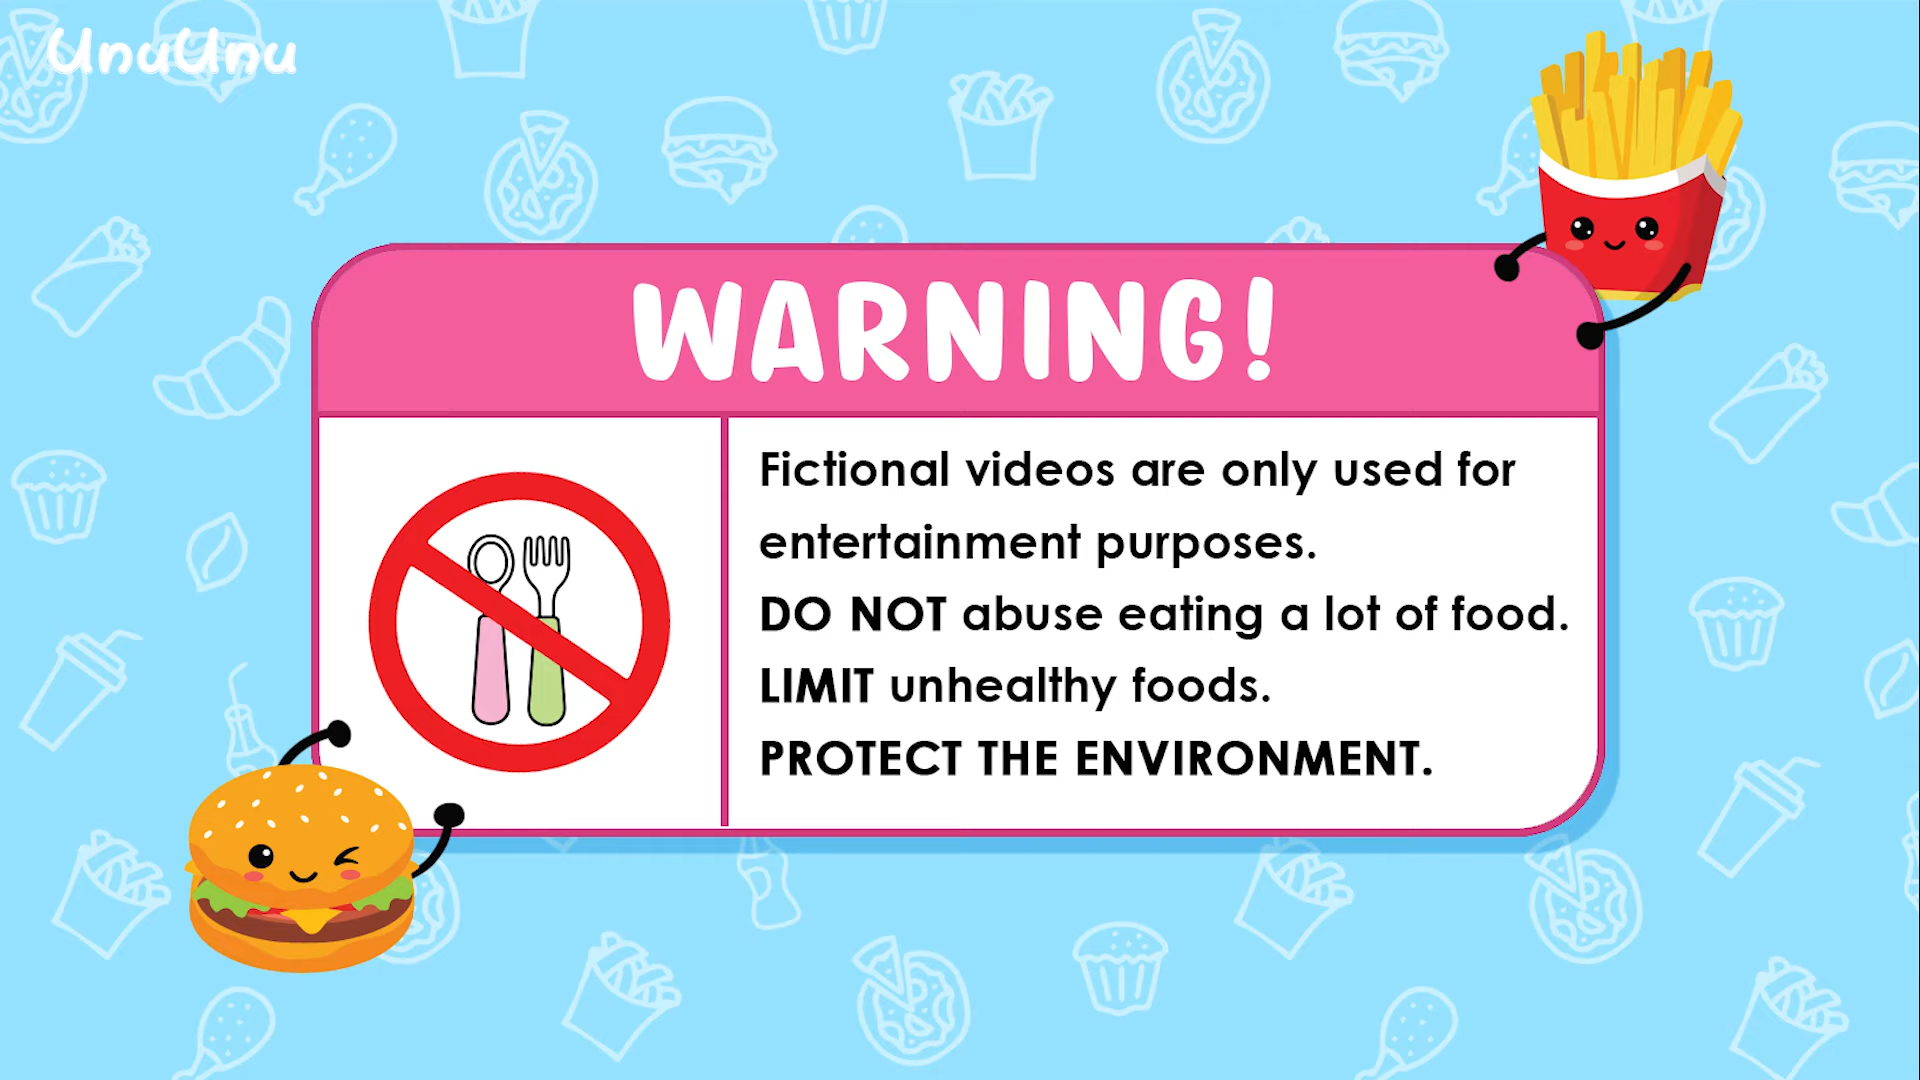 UnuUnu
WARNING!
Fictional videos are only used for
entertainment purposes.
DO NOT abuse eating a lot of food.
LIMIT unhealthy foods.
PROTECT THE ENVIRONMENT.